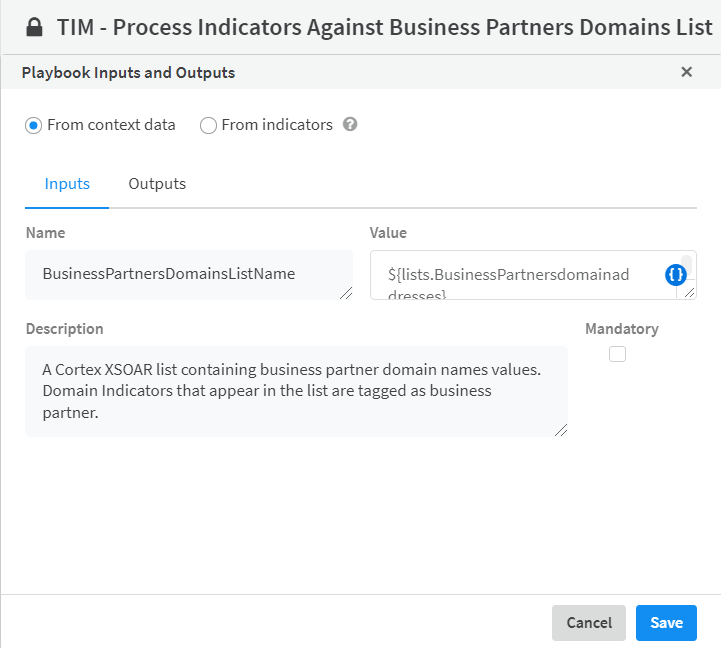 TIM - Process Indicators Against Business Partners Domains List
Playbook Inputs and Outputs
From context data
From indicators
Inputs
Outputs
Name
Value
BusinessPartnersDomainsListName
${lists.BusinessPartnersdomainad
dresses}
Description
Mandatory
A Cortex XSOAR list containing business partner domain names values.
Domain Indicators that appear in the list are tagged as business
partner.
Cancel
Save